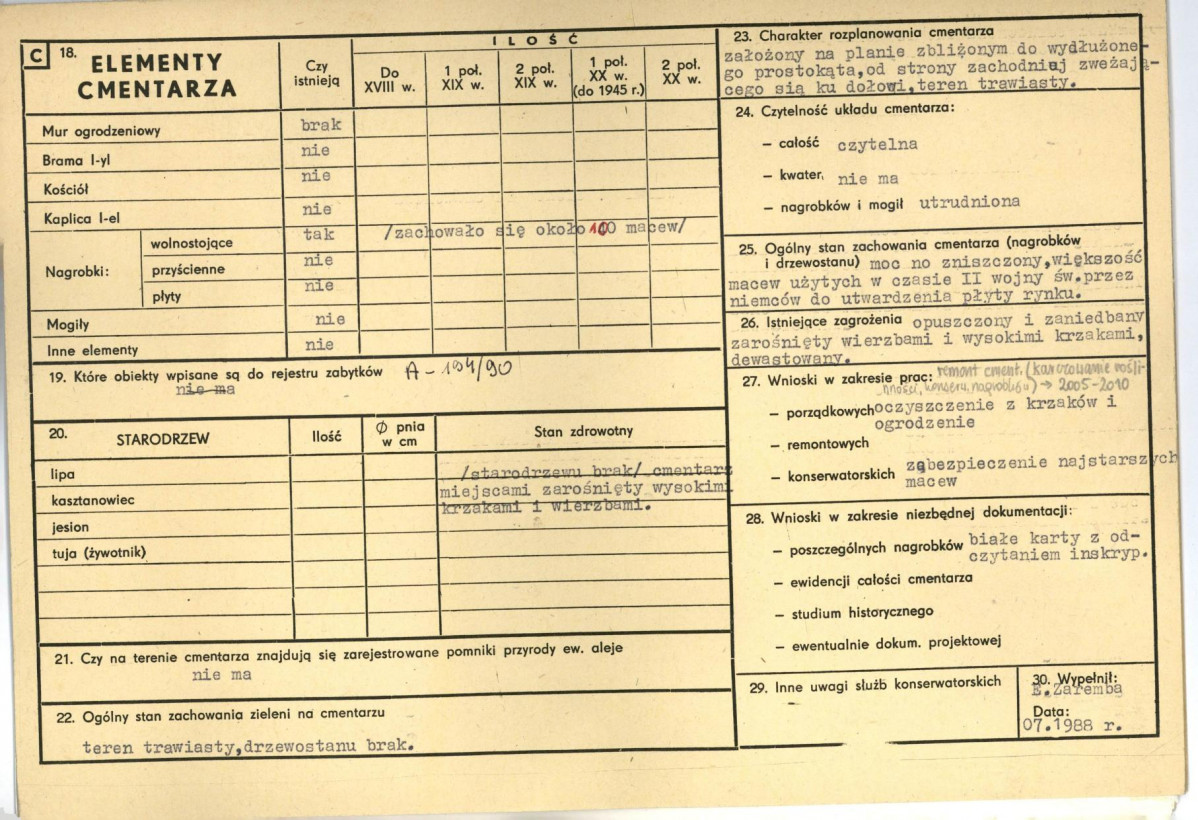 C 18. ELEMENTY CMENTARZA
Czy istnieją
I L O Ś Ć
Do XVIII w.
1 poł. XIX w.
2 poł. XIX w.
1 poł. XX w. (do 1945 r.)
2 poł. XX w.
Mur ogrodzeniowy brak
Brama I-yl nie
Kościół nie
Kaplica I-el nie
Nagrobki:
wolnostojące tak /zachowało się około 100 macew/
przyścienne nie
płyty nie
Mogiły nie
Inne elementy nie
19. Które obiekty wpisane są do rejestru zabytków A-194/90
nie ma
20. STARODRZEW
Ilość
Ø pnia w cm
Stan zdrowotny
lipa
kasztanowiec
jesion
tuja (żywotnik)
/starodrzewu brak/ cmentarz
miejscami zarośnięty wysokimi
krzakami i wierzbami.
21. Czy na terenie cmentarza znajdują się zarejestrowane pomniki przyrody ew. aleje
nie ma
22. Ogólny stan zachowania zieleni na cmentarzu
teren trawiasty,drzewostanu brak.
23. Charakter rozplanowania cmentarza
założony na planie zbliżonym do wydłużone-
go prostokąta,od strony zachodniej zwężają-
cego sią ku dołowi,teren trawiasty.
24. Czytelność układu cmentarza:
– całość czytelna
– kwater, nie ma
– nagrobków i mogił utrudniona
25. Ogólny stan zachowania cmentarza (nagrobków
i drzewostanu) moc no zniszczony,większość
macew użytych w czasie II wojny św.przez
niemców do utwardzenia płyty rynku.
26. Istniejące zagrożenia opuszczony i zaniedbany
zarośnięty wierzbami i wysokimi krzakami,
dewastowany.
27. Wnioski w zakresie prac: remont cment. (karczowanie rośli-
nności, konserw. nagrobków) → 2005-2010
– porządkowych oczyszczenie z krzaków i
ogrodzenie
– remontowych
– konserwatorskich zabezpieczenie najstarszych
macew
28. Wnioski w zakresie niezbędnej dokumentacji:
– poszczególnych nagrobków białe karty z od-
czytaniem inskryp.
– ewidencji całości cmentarza
– studium historycznego
– ewentualnie dokum. projektowej
29. Inne uwagi służb konserwatorskich
30. Wypełnił:
E.Zaremba
Data:
07.1988 r.